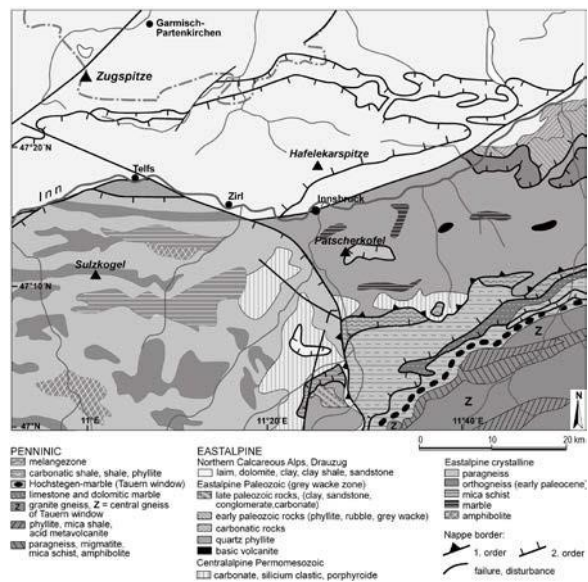 Garmisch-
Partenkirchen
Zugspitze
47°20'
Hafelekarspitze
Telfs
Inn
Zirl
Innsbruck
Patscherkofel
Sulzkogel
47°10'
Z
Z
Z
N
47°N
11°E
11°20'
11°40'
0
10
20 km
PENNINIC
melangezone
carbonatic shale, shale, phyllite
Hochstegen-marble (Tauern window)
limestone and dolomitic marble
Z granite gneiss, Z = central gneiss
of Tauern window
phyllite, mica shale,
acid metavolcanite
paragneiss, migmatite,
mica schist, amphibolite
EASTALPINE
Northern Calcareous Alps, Drauzug
laim, dolomite, clay, clay shale, sandstone
Eastalpine Paleozoic (grey wacke zone)
late paleozoic rocks, (clay, sandstone,
conglomerate,carbonate)
early paleozoic rocks (phyllite, rubble, grey wacke)
carbonatic rocks
quartz phyllite
basic volcanite
Centralalpine Permomesozoic
carbonate, silicium clastic, porphyroide
Eastalpine crystalline
paragneiss
orthogneiss (early paleocene)
mica schist
marble
amphibolite
Nappe border:
1. order
2. order
failure, disturbance